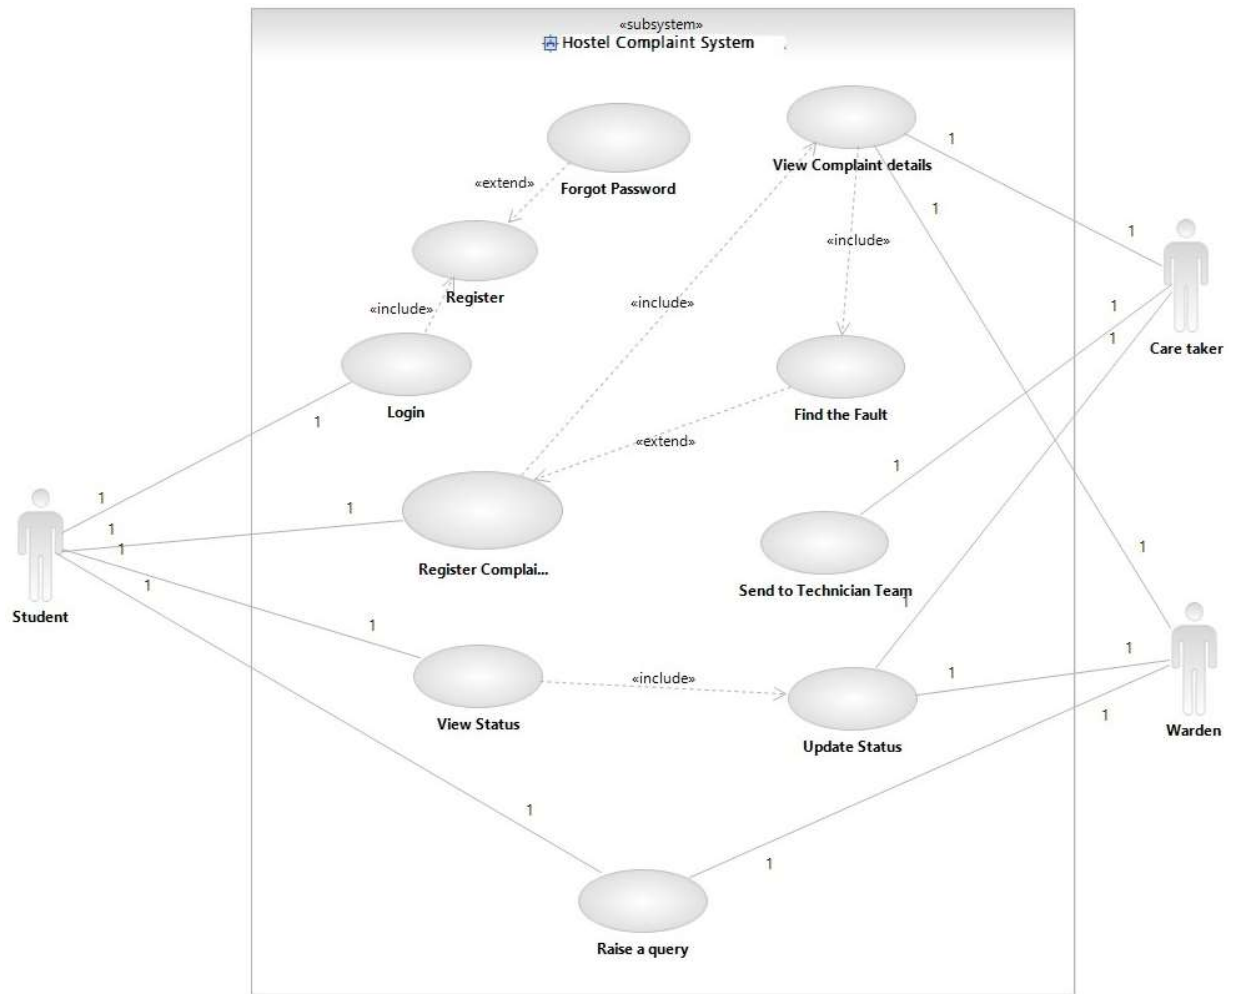 «subsystem»
Hostel Complaint System
View Complaint details
1
Forgot Password
«extend»
1
1
«include»
Register
«include»
«include»
1
1
Care taker
Login
Find the Fault
1
«extend»
1
1
1
1
1
1
Register Complai...
1
Send to Technician Team
1
Student
1
1
1
«include»
View Status
Update Status
1
Warden
1
1
Raise a query